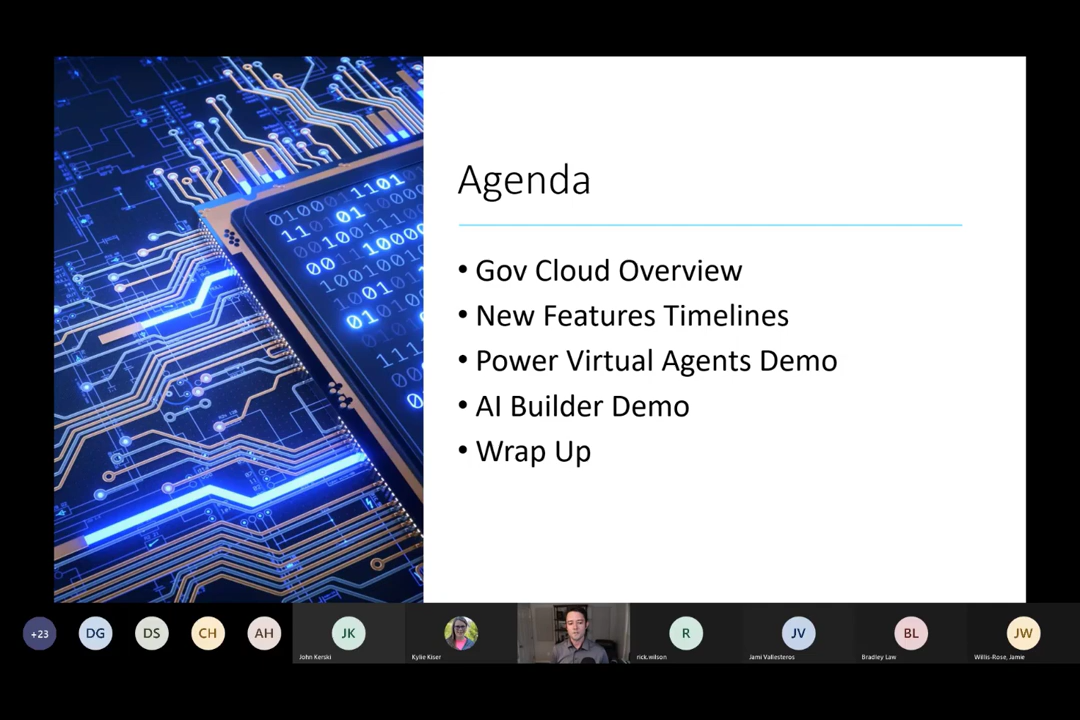 Agenda
• Gov Cloud Overview
• New Features Timelines
• Power Virtual Agents Demo
• AI Builder Demo
• Wrap Up
+23
DG
DS
CH
AH
JK
R
JV
BL
JW
John Kerski
Kylie Kiser
rick.wilson
Jami Vallesteros
Bradley Law
Willis-Rose, Jamie